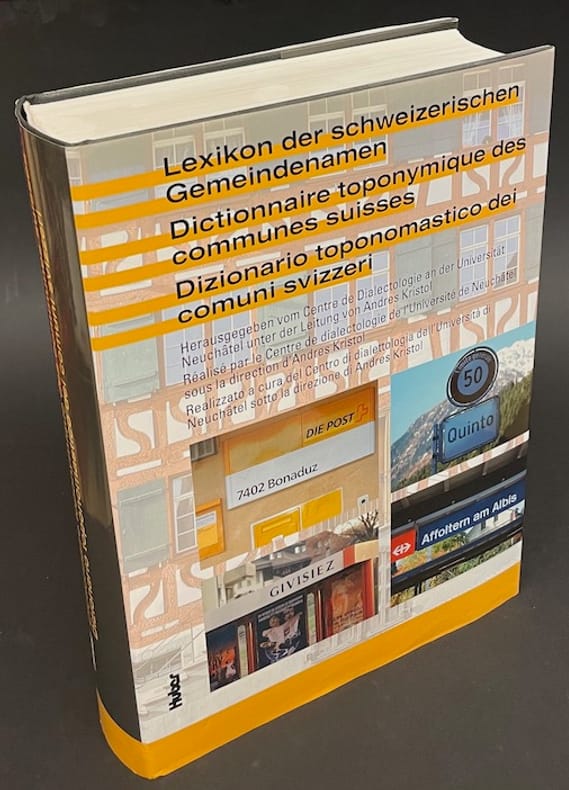 Lexikon der schweizerischen
Gemeindenamen
Dictionnaire toponymique des
communes suisses
Dizionario toponomastico dei
comuni svizzeri
Herausgegeben vom Centre de Dialectologie an der Universität
Neuchâtel unter der Leitung von Andres Kristol
Réalisé par le Centre de dialectologie de l'Université de Neuchâtel
sous la direction d'Andres Kristol
Realizzato a cura del Centro di dialettologia dell'Università di
Neuchâtel sotto la direzione di Andres Kristol
DIE POST
7402 Bonaduz
50
Quinto
Affoltern am Albis
GIVISIEZ
Huber